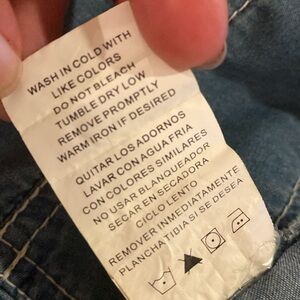 WASH IN COLD WITH
LIKE COLORS
DO NOT BLEACH
TUMBLE DRY LOW
REMOVE PROMPTLY
WARM IRON IF DESIRED
QUITAR LOS ADORNOS
LAVAR CON AGUA FRIA
CON COLORES SIMILARES
NO USAR BLANQUEADOR
SECAR EN SECADORA
CICLO LENTO
REMOVER INMEDIATAMENTE
PLANCHA TIBIA SI SE DESEA